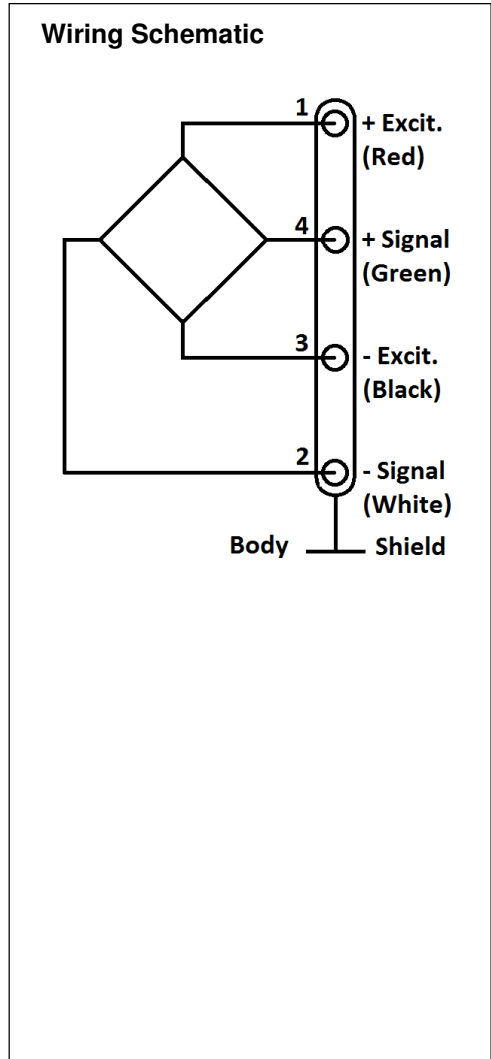 Wiring Schematic
1
+ Excit.
(Red)
4
+ Signal
(Green)
3
- Excit.
(Black)
2
- Signal
(White)
Body
Shield